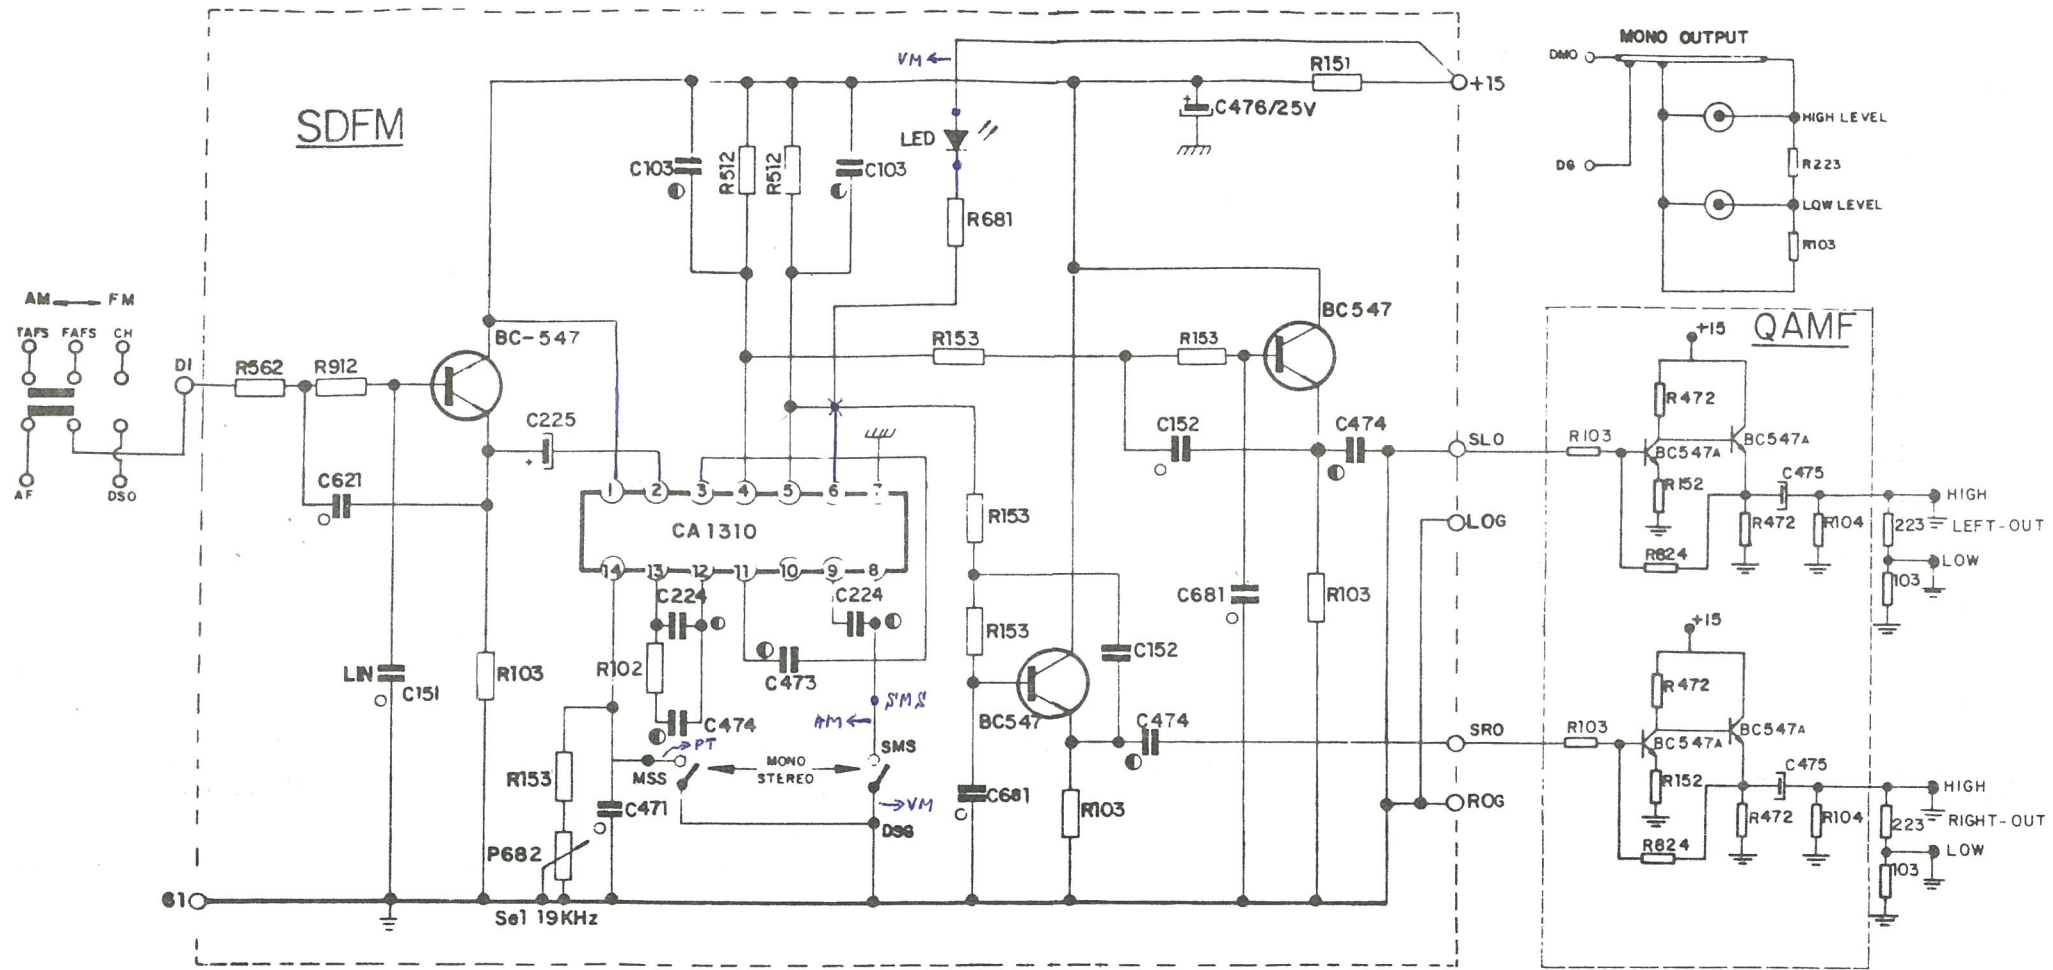 SDFM
VM
R151
+15
C476/25V
LED
C103
R512
R512
C103
R681
MONO OUTPUT
DMO
HIGH LEVEL
DG
R223
LOW LEVEL
R103
AM FM
TAFS FAFS CH
AF
DSO
DI
R562
R912
BC-547
C225
C621
R153
R153
BC547
C152
C474
SLO
LOG
1 2 3 4 5 6 7
CA1310
14 13 12 11 10 9 8
C224
C224
R102
C473
C474
R153
R153
C681
R103
C152
BC547
C474
SRO
ROG
LIN
C151
R103
SMS
AM
PT
SMS
MSS
MONO
STEREO
VM
DSG
R153
C471
P682
C681
R103
G1
Sel 19KHz
QAMF
+15
R472
R103
BC547A
BC547A
R152
C475
R472
R104
R824
223
HIGH
LEFT-OUT
LOW
103
+15
R472
R103
BC547A
BC547A
R152
C475
R472
R104
R824
223
HIGH
RIGHT-OUT
LOW
103